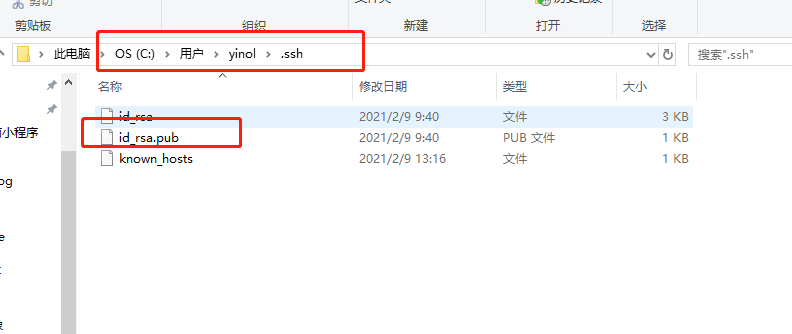 剪切
剪贴板 组织 新建 打开 选择
此电脑 OS (C:) 用户 yinol .ssh 搜索".ssh"
名称 修改日期 类型 大小
id_rsa 2021/2/9 9:40 文件 3 KB
id_rsa.pub 2021/2/9 9:40 PUB 文件 1 KB
小程序
known_hosts 2021/2/9 13:16 文件 1 KB
og
e